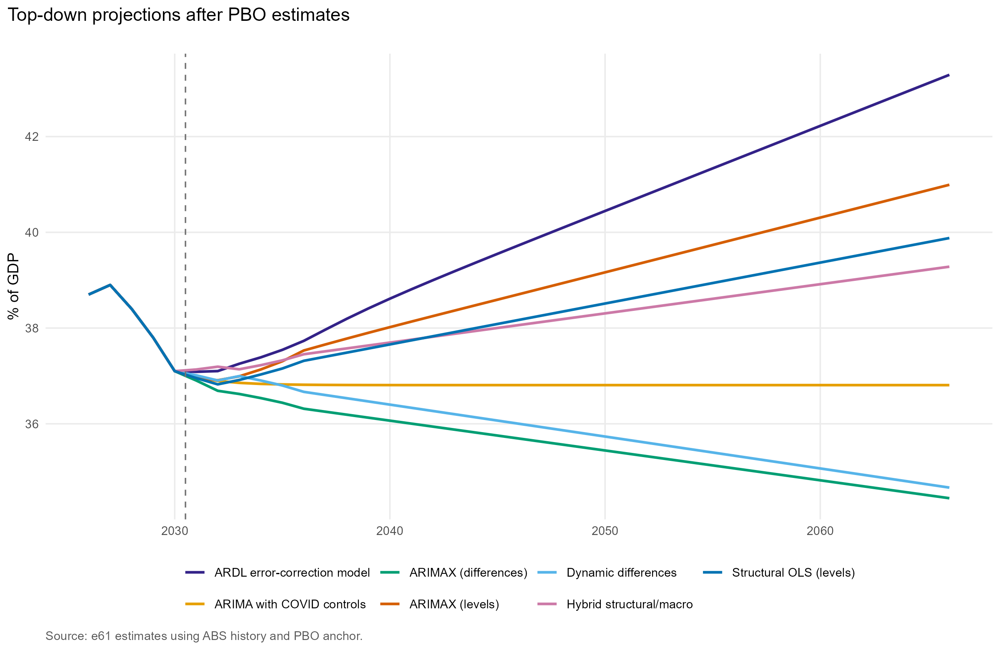 Top-down projections after PBO estimates
% of GDP
42
40
38
36
2030 2040 2050 2060
ARDL error-correction model ARIMAX (differences) Dynamic differences Structural OLS (levels)
ARIMA with COVID controls ARIMAX (levels) Hybrid structural/macro
Source: e61 estimates using ABS history and PBO anchor.